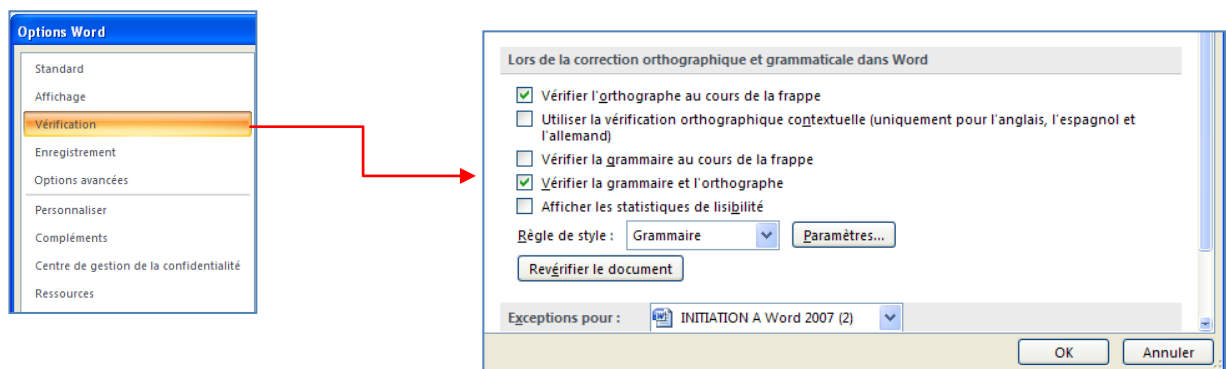 Options Word
Standard
Affichage
Vérification
Enregistrement
Options avancées
Personnaliser
Compléments
Centre de gestion de la confidentialité
Ressources
Lors de la correction orthographique et grammaticale dans Word
Vérifier l'orthographe au cours de la frappe
Utiliser la vérification orthographique contextuelle (uniquement pour l'anglais, l'espagnol et
l'allemand)
Vérifier la grammaire au cours de la frappe
Vérifier la grammaire et l'orthographe
Afficher les statistiques de lisibilité
Règle de style : Grammaire Paramètres...
Revérifier le document
Exceptions pour : INITIATION A Word 2007 (2)
OK Annuler